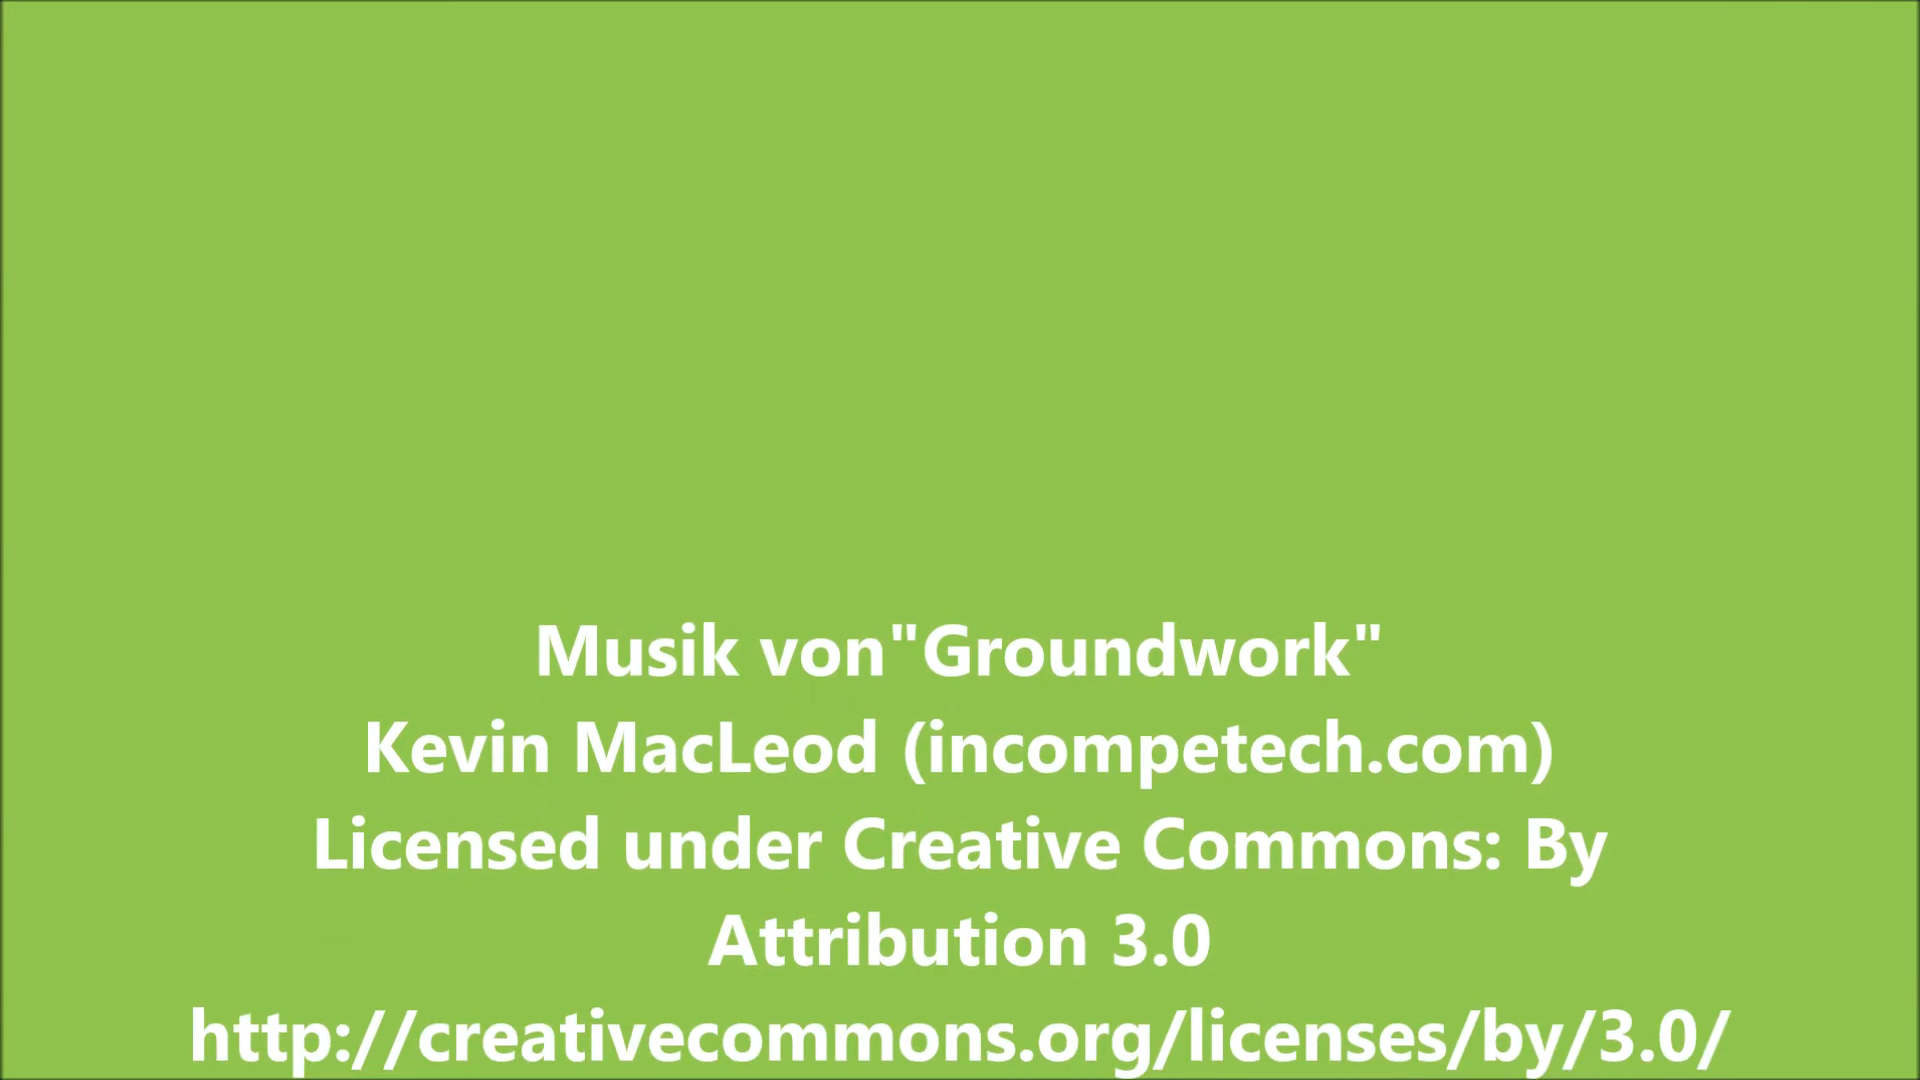 Musik von"Groundwork"
Kevin MacLeod (incompetech.com)
Licensed under Creative Commons: By
Attribution 3.0
http://creativecommons.org/licenses/by/3.0/